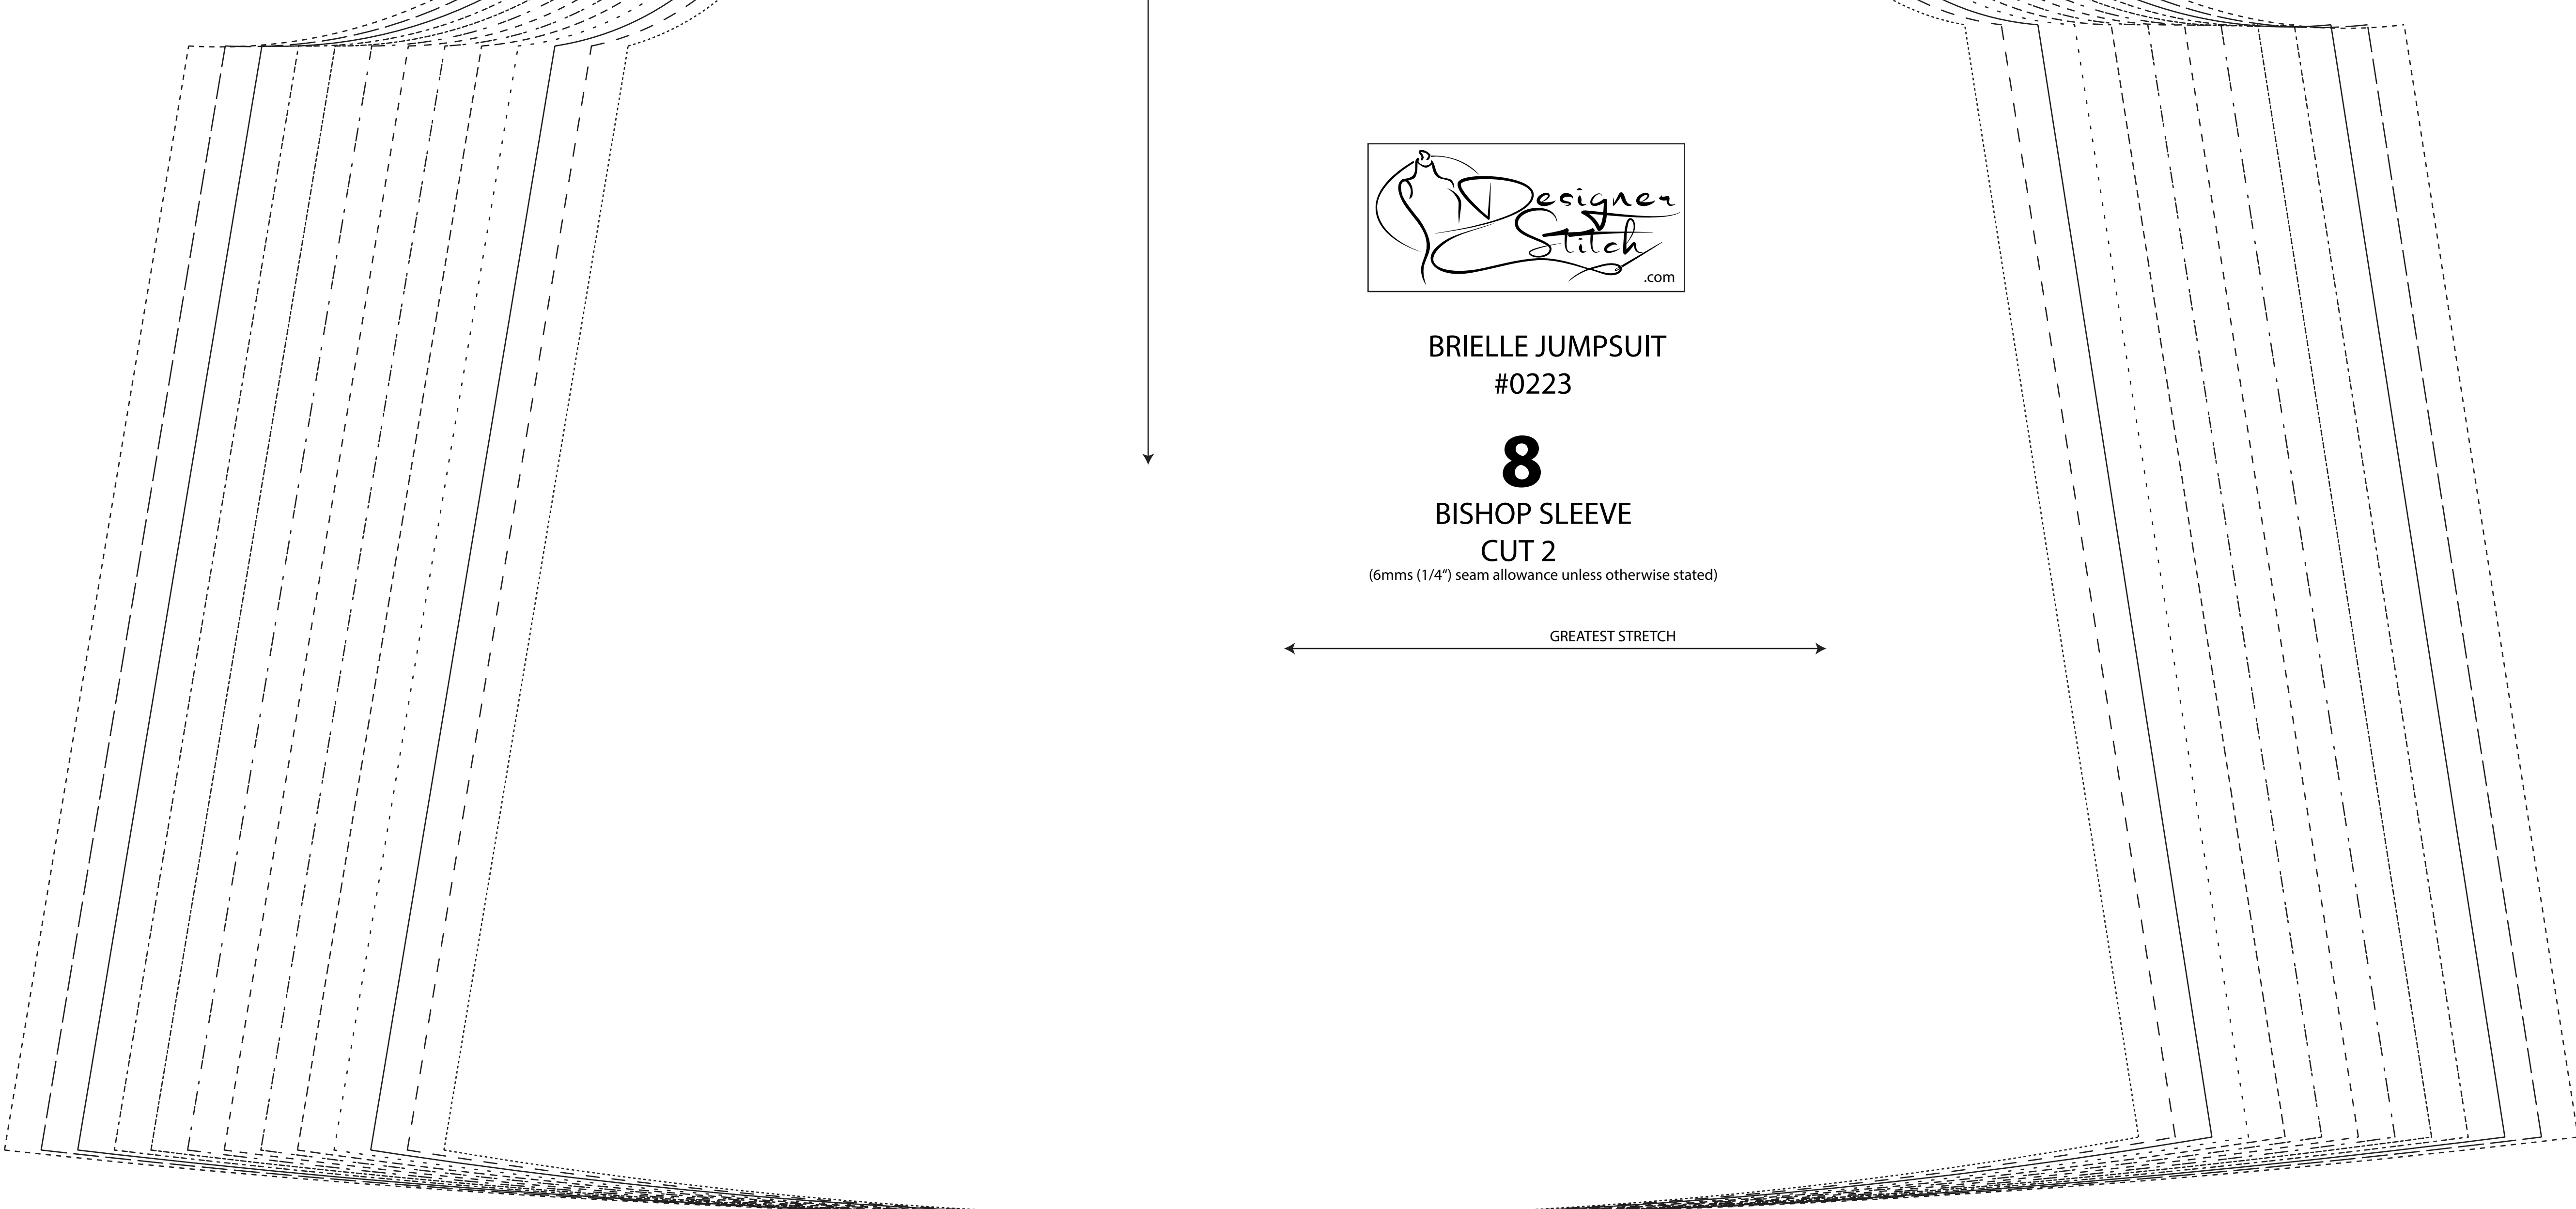 Designer
Stitch
.com
BRIELLE JUMPSUIT
#0223
8
BISHOP SLEEVE
CUT 2
(6mms (1/4“) seam allowance unless otherwise stated)
GREATEST STRETCH